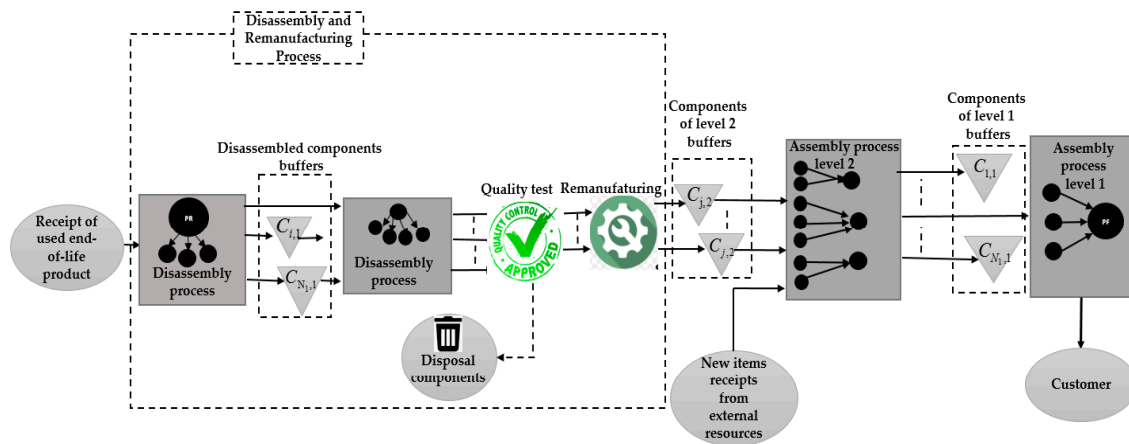 Disassembly and
Remanufacturing
Process
Receipt of
used end-
of-life
product
PR
Disassembly
process
Disassembled components
buffers
C_{i,1}
C_{N_1,1}
Disassembly
process
Quality test
QUALITY CONTROL
APPROVED
Disposal
components
Remanufaturing
Components
of level 2
buffers
C_{j,2}
C_{j,2}
New items
receipts
from
external
resources
Assembly process
level 2
Components
of level 1
buffers
C_{1,1}
C_{N_1,1}
Assembly
process
level 1
PF
Customer